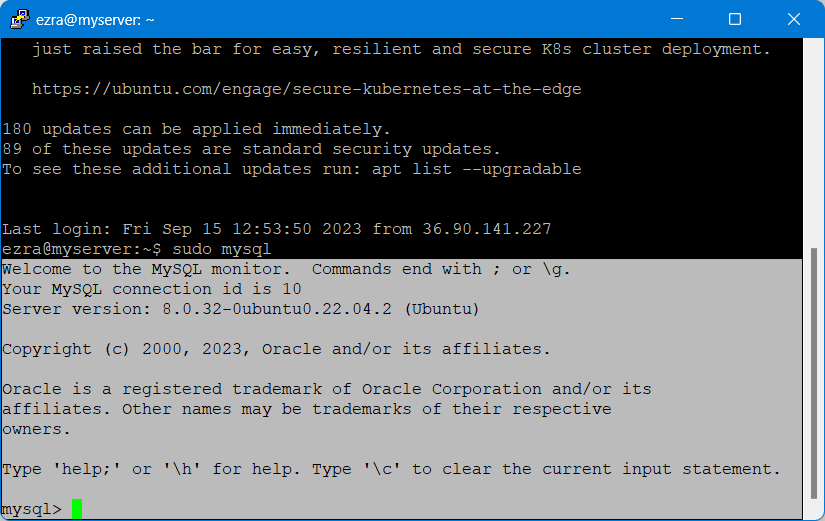 ezra@myserver: ~
just raised the bar for easy, resilient and secure K8s cluster deployment.
https://ubuntu.com/engage/secure-kubernetes-at-the-edge
180 updates can be applied immediately.
89 of these updates are standard security updates.
To see these additional updates run: apt list --upgradable
Last login: Fri Sep 15 12:53:50 2023 from 36.90.141.227
ezra@myserver:~$ sudo mysql
Welcome to the MySQL monitor.  Commands end with ; or \g.
Your MySQL connection id is 10
Server version: 8.0.32-0ubuntu0.22.04.2 (Ubuntu)
Copyright (c) 2000, 2023, Oracle and/or its affiliates.
Oracle is a registered trademark of Oracle Corporation and/or its
affiliates. Other names may be trademarks of their respective
owners.
Type 'help;' or '\h' for help. Type '\c' to clear the current input statement.
mysql>